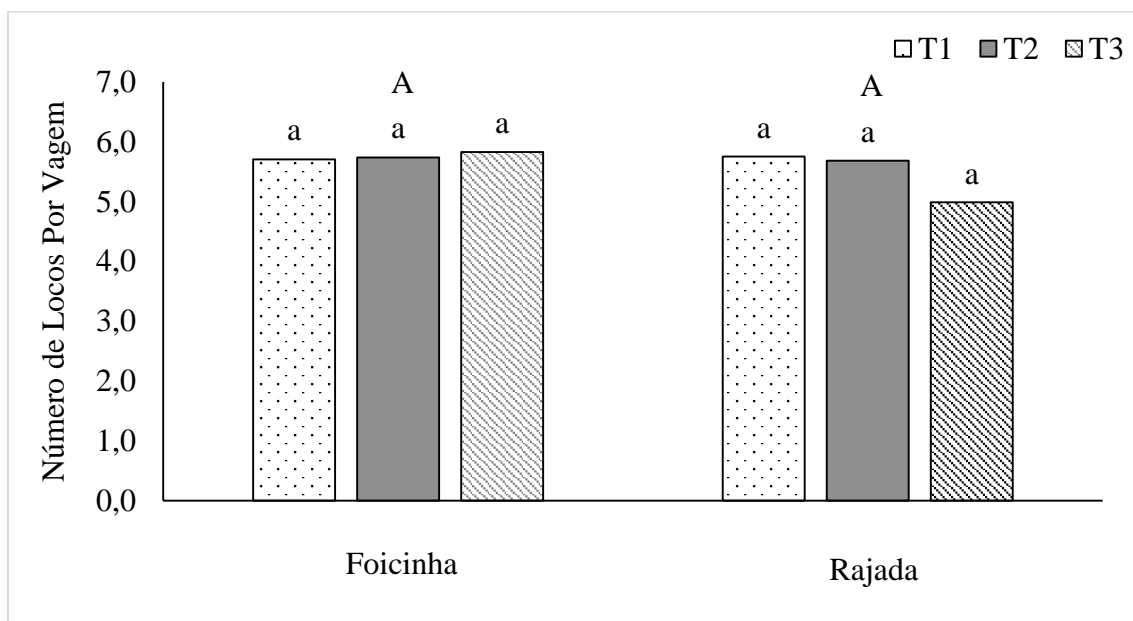 T1 T2 T3
Número de Locos Por Vagem
7,0
6,0
5,0
4,0
3,0
2,0
1,0
0,0
A
a a a
A
a a a
Foicinha Rajada